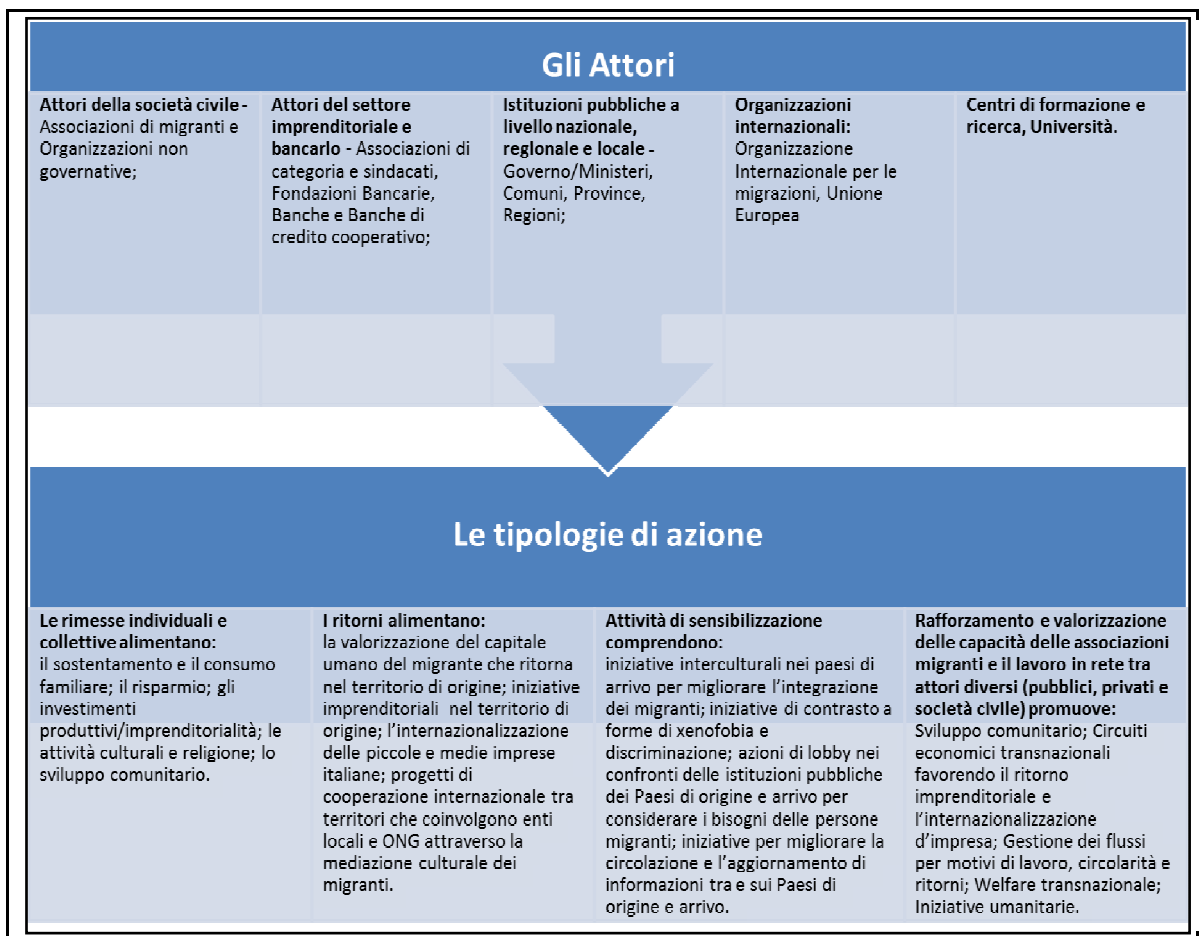 Gli Attori
Attori della società civile -
Associazioni di migranti e
Organizzazioni non
governative;
Attori del settore
imprenditoriale e
bancarlo - Associazioni di
categoria e sindacati,
Fondazioni Bancarie,
Banche e Banche di
credito cooperativo;
Istituzioni pubbliche a
livello nazionale,
regionale e locale -
Governo/Ministeri,
Comuni, Province,
Regioni;
Organizzazioni
internazionali:
Organizzazione
Internazionale per le
migrazioni, Unione
Europea
Centri di formazione e
ricerca, Università.
Le tipologie di azione
Le rimesse individuali e
collettive alimentano:
il sostentamento e il consumo
familiare; il risparmio; gli
investimenti
produttivi/imprenditorialità; le
attività culturali e religione; lo
sviluppo comunitario.
I ritorni alimentano:
la valorizzazione del capitale
umano del migrante che ritorna
nel territorio di origine; iniziative
imprenditoriali nel territorio di
origine; l'internazionalizzazione
delle piccole e medie imprese
italiane; progetti di
cooperazione internazionale tra
territori che coinvolgono enti
locali e ONG attraverso la
mediazione culturale dei
migranti.
Attività di sensibilizzazione
comprendono:
iniziative interculturali nei paesi di
arrivo per migliorare l'integrazione
dei migranti; iniziative di contrasto a
forme di xenofobia e
discriminazione; azioni di lobby nei
confronti delle istituzioni pubbliche
dei Paesi di origine e arrivo per
considerare i bisogni delle persone
migranti; iniziative per migliorare la
circolazione e l'aggiornamento di
informazioni tra e sui Paesi di
origine e arrivo.
Rafforzamento e valorizzazione
delle capacità delle associazioni
migranti e il lavoro in rete tra
attori diversi (pubblici, privati e
società civile) promuove:
Sviluppo comunitario; Circuiti
economici transnazionali
favorendo il ritorno
imprenditoriale e
l'internazionalizzazione
d'impresa; Gestione dei flussi
per motivi di lavoro, circolarità e
ritorni; Welfare transnazionale;
Iniziative umanitarie.